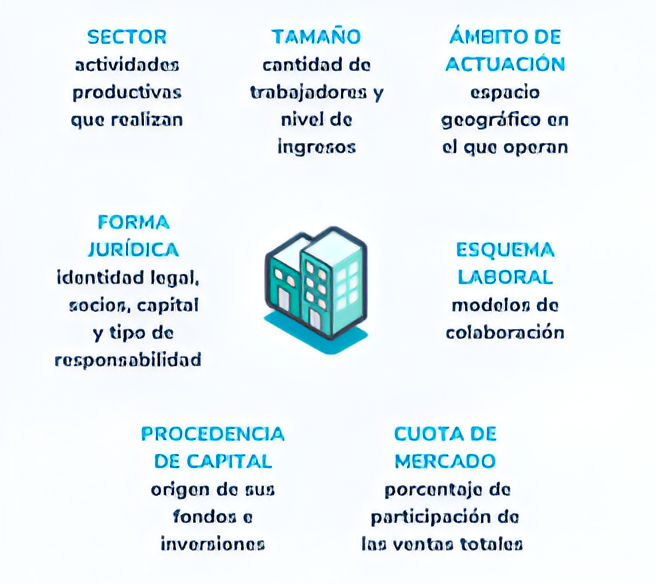 SECTOR
actividades
productivas
que realizan
TAMAÑO
cantidad de
trabajadores y
nivel de
ingresos
ÁMBITO DE
ACTUACIÓN
espacio
geográfico en
el que operan
FORMA
JURÍDICA
identidad legal,
socios, capital
y tipo de
responsabilidad
ESQUEMA
LABORAL
modelos de
colaboración
PROCEDENCIA
DE CAPITAL
origen de sus
fondos e
inversiones
CUOTA DE
MERCADO
porcentaje de
participación de
las ventas totales